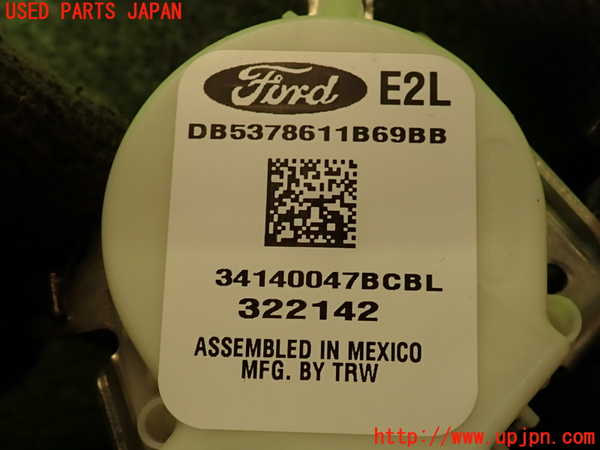 USED PARTS JAPAN
Ford E2L
DB5378611B69BB
34140047BCBL
322142
ASSEMBLED IN MEXICO
MFG. BY TRW
http://www.upjpn.com